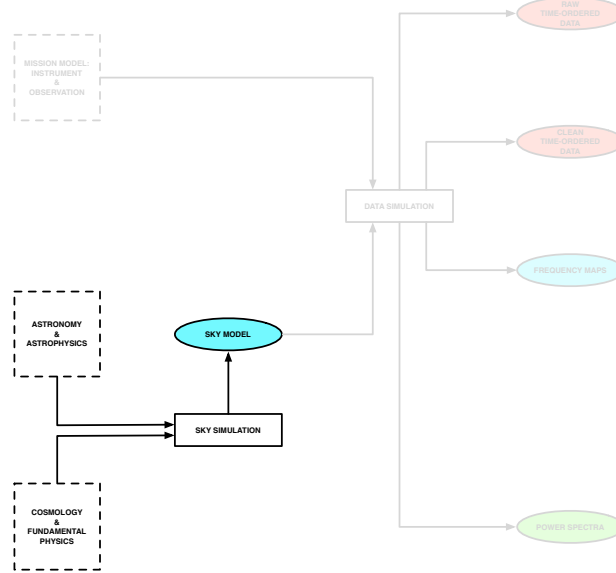 RAW
TIME-ORDERED
DATA
MISSION MODEL:
INSTRUMENT
&
OBSERVATION
CLEAN
TIME-ORDERED
DATA
DATA SIMULATION
FREQUENCY MAPS
ASTRONOMY
&
ASTROPHYSICS
SKY MODEL
SKY SIMULATION
COSMOLOGY
&
FUNDAMENTAL
PHYSICS
POWER SPECTRA